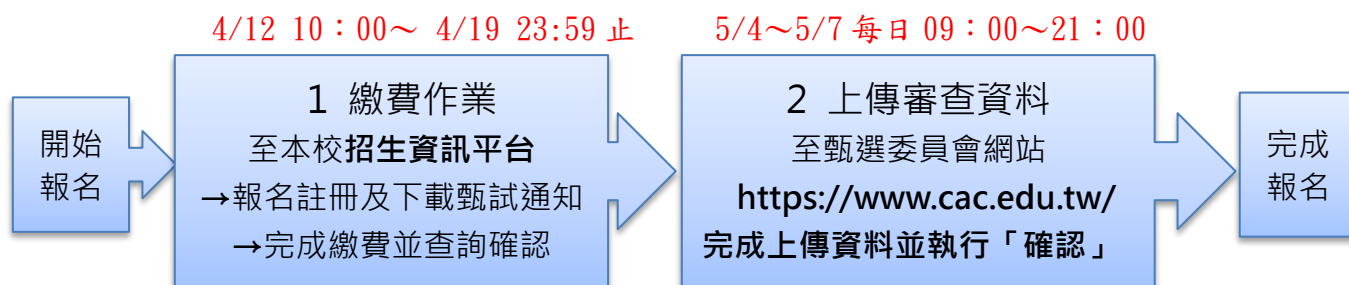 4/12 10：00～ 4/19 23:59 止
5/4～5/7 每日 09：00～21：00
開始
報名
1 繳費作業
至本校招生資訊平台
→報名註冊及下載甄試通知
→完成繳費並查詢確認
2 上傳審查資料
至甄選委員會網站
https://www.cac.edu.tw/
完成上傳資料並執行「確認」
完成
報名